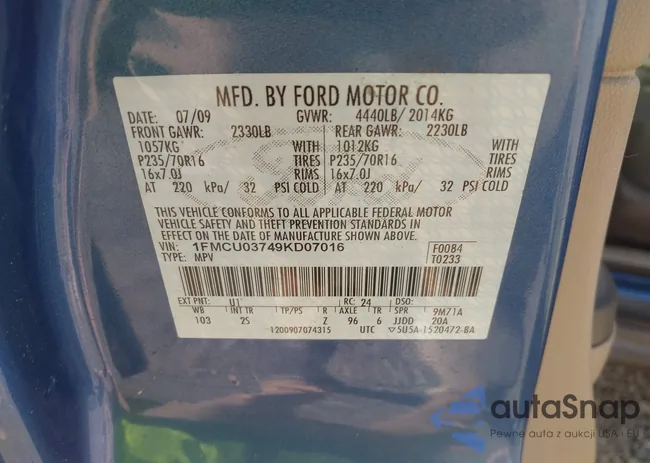 MFD. BY FORD MOTOR CO.
DATE: 07/09 GVWR: 4440LB/ 2014KG
FRONT GAWR: 2330LB REAR GAWR: 2230LB
1057KG WITH 1012KG WITH
P235/70R16 TIRES P235/70R16 TIRES
16x7.0J RIMS 16x7.0J RIMS
AT 220 kPa/ 32 PSI COLD AT 220 kPa/ 32 PSI COLD
THIS VEHICLE CONFORMS TO ALL APPLICABLE FEDERAL MOTOR
VEHICLE SAFETY AND BUMPER STANDARDS AND THEFT PREVENTION STANDARD IN
EFFECT ON THE DATE OF MANUFACTURE SHOWN ABOVE.
VIN: 1FMCU03749KD07016 F0084
TYPE: MPV T0233
EXT PNT: U1 RC: 24 DSO:
WB INT TR TP/PS R AXLE TR SPR 9M71A
103 2S Z 96 6 JJDD 20A
1200907074315 UTC ▽5U5A-1520472-BA
autaSnap
Pewne auta z aukcji USA i EU